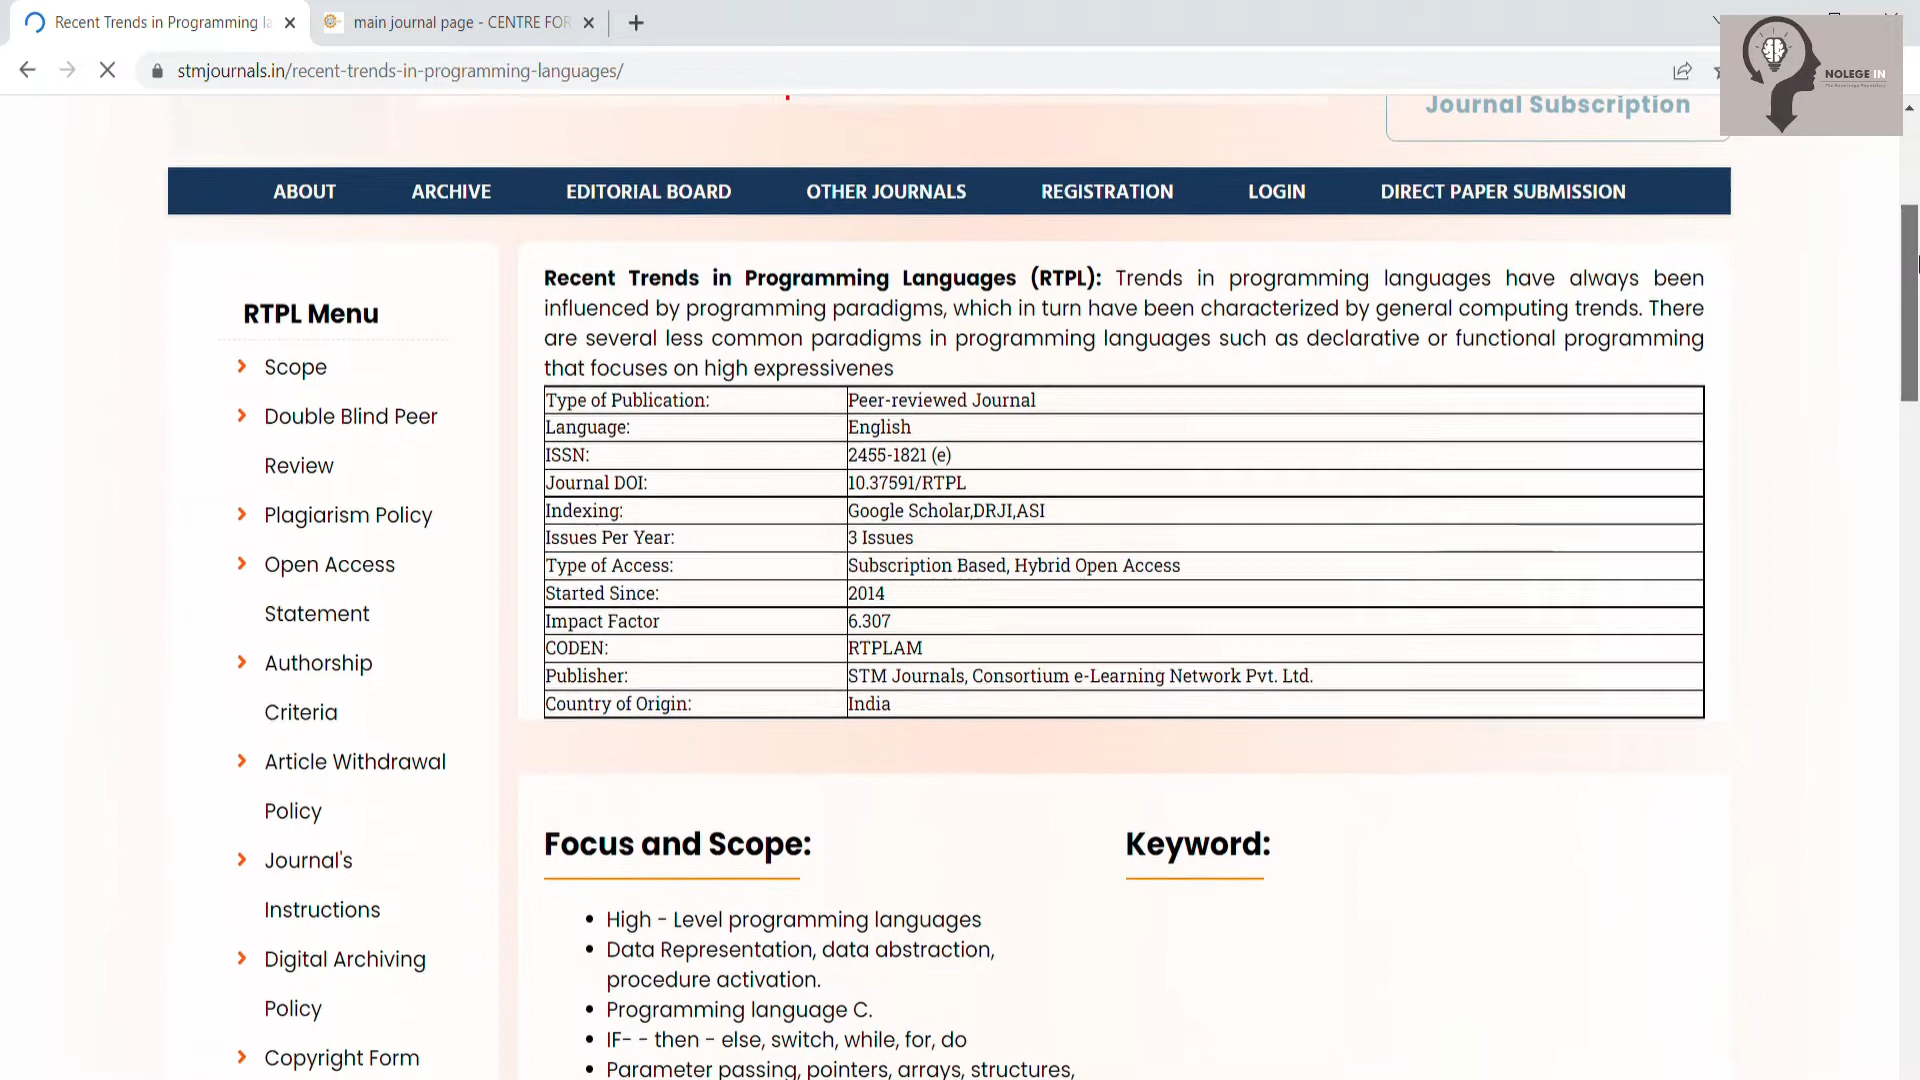 Recent Trends in Programming la
main journal page - CENTRE FOR
stmjournals.in/recent-trends-in-programming-languages/
NOLEGE IN
Journal Subscription
ABOUT ARCHIVE EDITORIAL BOARD OTHER JOURNALS REGISTRATION LOGIN DIRECT PAPER SUBMISSION
RTPL Menu
Scope
Double Blind Peer
Review
Plagiarism Policy
Open Access
Statement
Authorship
Criteria
Article Withdrawal
Policy
Journal's
Instructions
Digital Archiving
Policy
Copyright Form
Recent Trends in Programming Languages (RTPL): Trends in programming languages have always been
influenced by programming paradigms, which in turn have been characterized by general computing trends. There
are several less common paradigms in programming languages such as declarative or functional programming
that focuses on high expressivenes
Type of Publication: Peer-reviewed Journal
Language: English
ISSN: 2455-1821 (e)
Journal DOI: 10.37591/RTPL
Indexing: Google Scholar,DRJI,ASI
Issues Per Year: 3 Issues
Type of Access: Subscription Based, Hybrid Open Access
Started Since: 2014
Impact Factor 6.307
CODEN: RTPLAM
Publisher: STM Journals, Consortium e-Learning Network Pvt. Ltd.
Country of Origin: India
Focus and Scope:
High - Level programming languages
Data Representation, data abstraction,
procedure activation.
Programming language C.
IF- - then - else, switch, while, for, do
Parameter passing, pointers, arrays, structures,
Keyword: